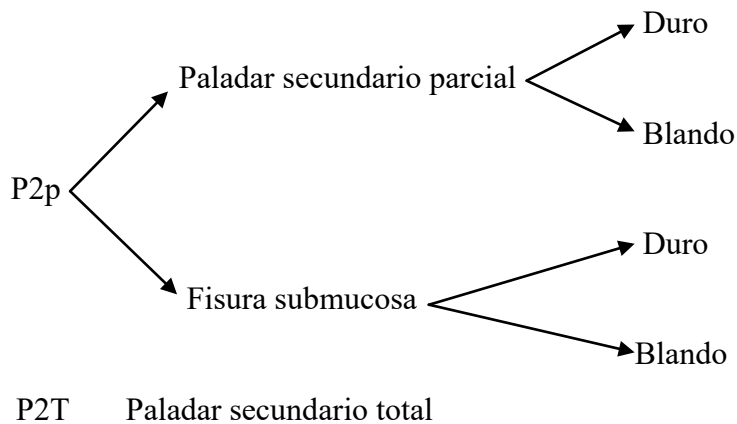 Duro
Paladar secundario parcial
Blando
P2p
Duro
Fisura submucosa
Blando
P2T Paladar secundario total